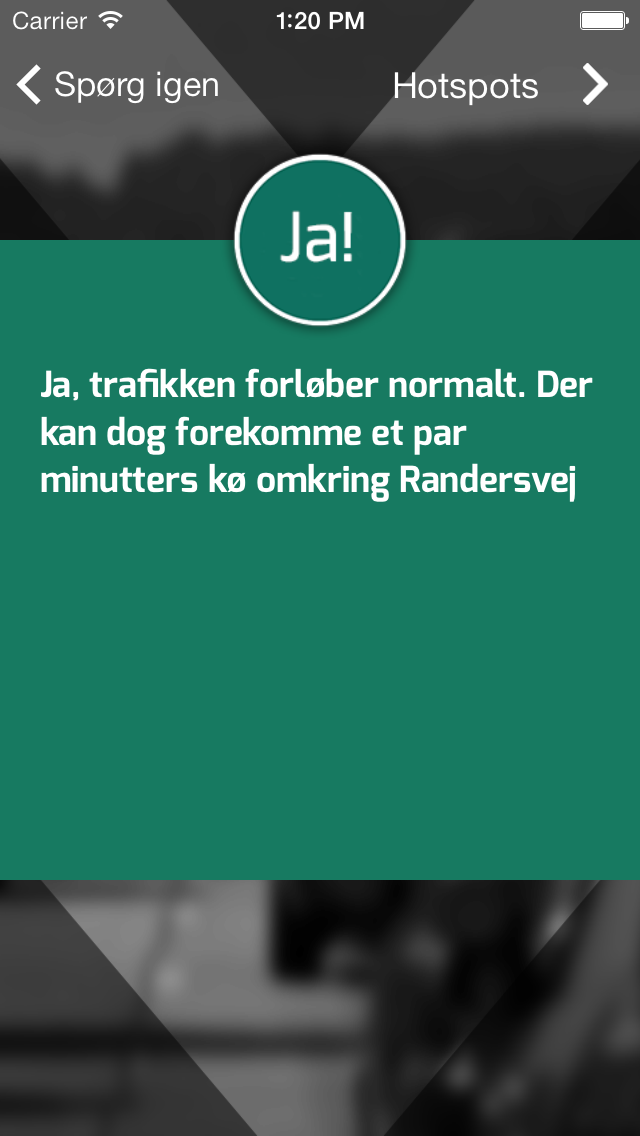 Carrier 1:20 PM
Spørg igen Hotspots
Ja!
Ja, trafikken forløber normalt. Der
kan dog forekomme et par
minutters kø omkring Randersvej